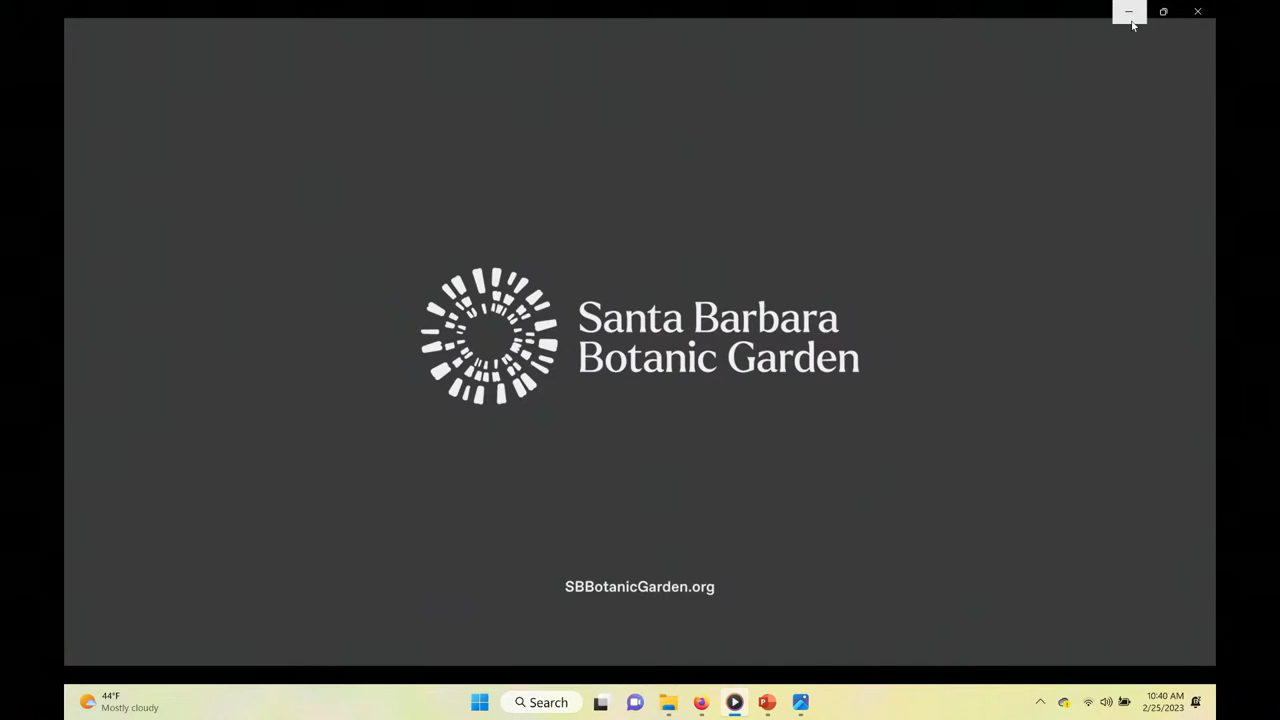 Santa Barbara
Botanic Garden
SBBotanicGarden.org
44°F
Mostly cloudy
Search
10:40 AM
2/25/2023